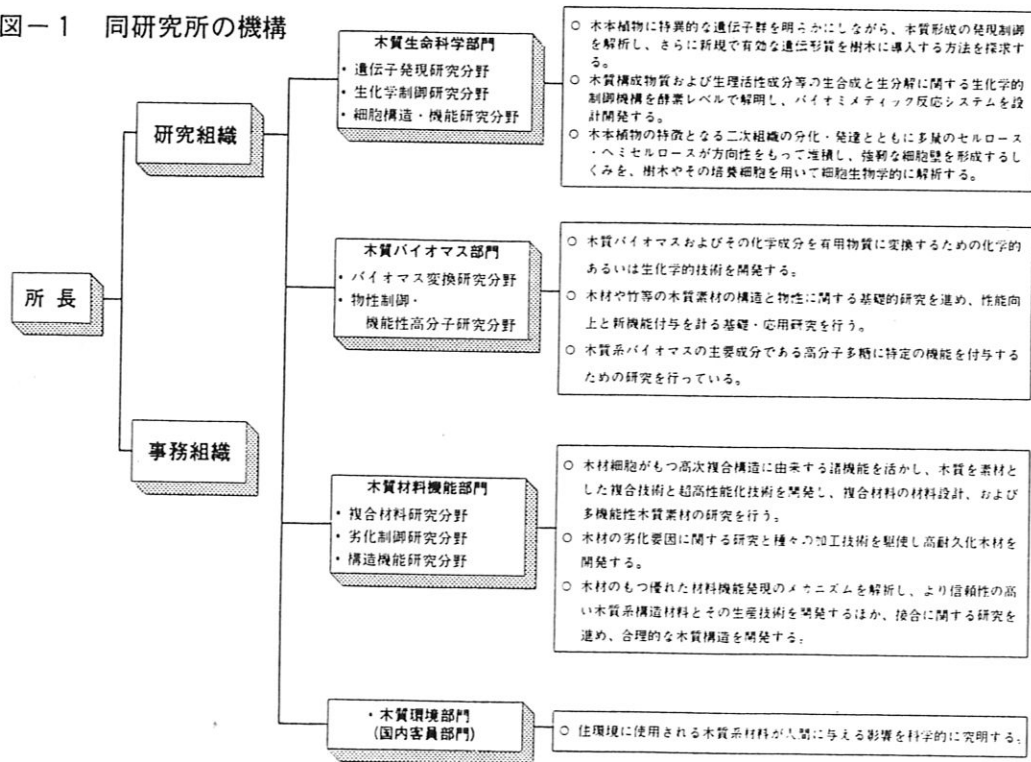 図－１　同研究所の機構
所 長
研究組織
事務組織
木質生命科学部門
・遺伝子発現研究分野
・生化学制御研究分野
・細胞構造・機能研究分野
○ 木本植物に特異的な遺伝子群を明らかにしながら、木質形成の発現制御
を解析し、さらに新規で有効な遺伝形質を樹木に導入する方法を探求す
る。
○ 木質構成物質および生理活性成分等の生合成と生分解に関する生化学的
制御機構を酵素レベルで解明し、バイオミメティック反応システムを設
計開発する。
○ 木本植物の特徴となる二次組織の分化・発達とともに多量のセルロース
・ヘミセルロースが方向性をもって堆積し、強靭な細胞壁を形成するし
くみを、樹木やその培養細胞を用いて細胞生物学的に解析する。
木質バイオマス部門
・バイオマス変換研究分野
・物性制御・
機能性高分子研究分野
○ 木質バイオマスおよびその化学成分を有用物質に変換するための化学的
あるいは生化学的技術を開発する。
○ 木材や竹等の木質素材の構造と物性に関する基礎的研究を進め、性能向
上と新機能付与を計る基礎・応用研究を行う。
○ 木質系バイオマスの主要成分である高分子多糖に特定の機能を付与する
ための研究を行っている。
木質材料機能部門
・複合材料研究分野
・劣化制御研究分野
・構造機能研究分野
○ 木材細胞がもつ高次複合構造に由来する諸機能を活かし、木質を素材と
した複合技術と超高性能化技術を開発し、複合材料の材料設計、および
多機能性木質素材の研究を行う。
○ 木材の劣化要因に関する研究と種々の加工技術を駆使し高耐久化木材を
開発する。
○ 木材のもつ優れた材料機能発現のメカニズムを解析し、より信頼性の高
い木質系構造材料とその生産技術を開発するほか、接合に関する研究を
進め、合理的な木質構造を開発する。
・木質環境部門
(国内客員部門)
○ 住環境に使用される木質系材料が人間に与える影響を科学的に究明する。